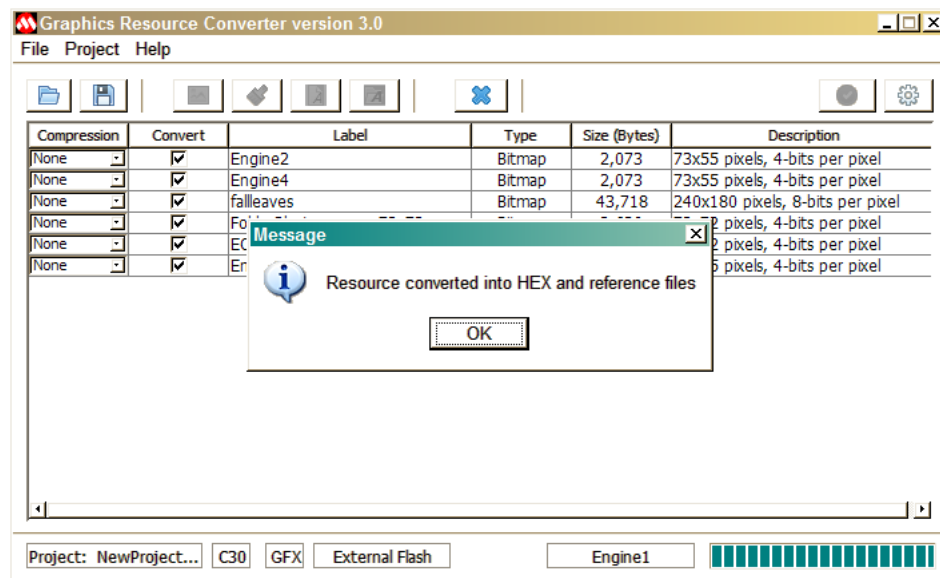 Graphics Resource Converter version 3.0
File Project Help
Compression Convert Label Type Size (Bytes) Description
None Engine2 Bitmap 2,073 73x55 pixels, 4-bits per pixel
None Engine4 Bitmap 2,073 73x55 pixels, 4-bits per pixel
None fallleaves Bitmap 43,718 240x180 pixels, 8-bits per pixel
None 2 pixels, 4-bits per pixel
None 2 pixels, 4-bits per pixel
None pixels, 4-bits per pixel
Message
Resource converted into HEX and reference files
OK
Project: NewProject... C30 GFX External Flash Engine1